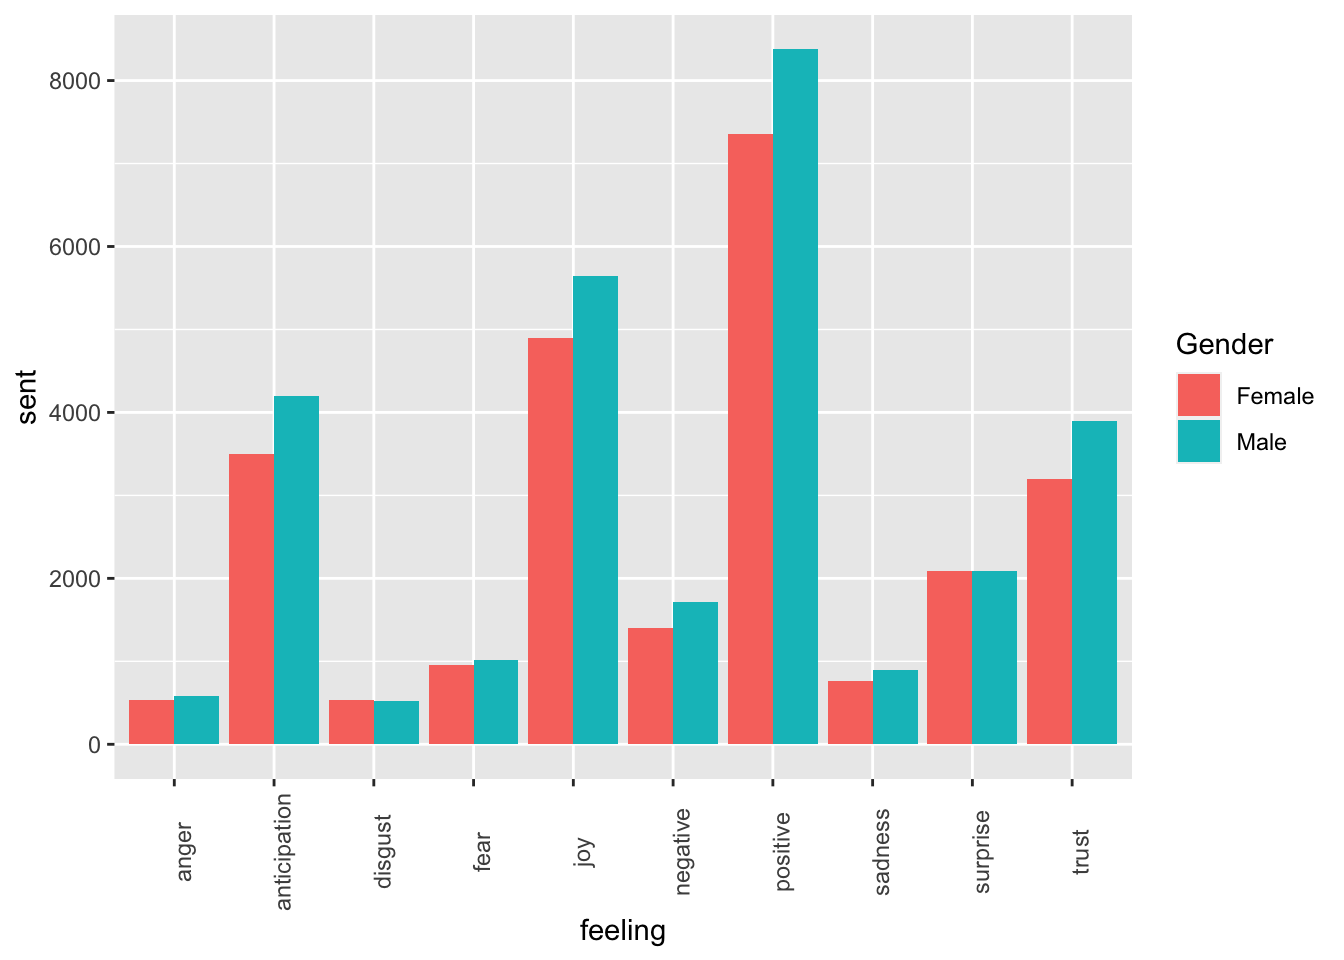 8000
6000
4000
2000
0
sent
anger
anticipation
disgust
fear
joy
negative
positive
sadness
surprise
trust
feeling
Gender
Female
Male